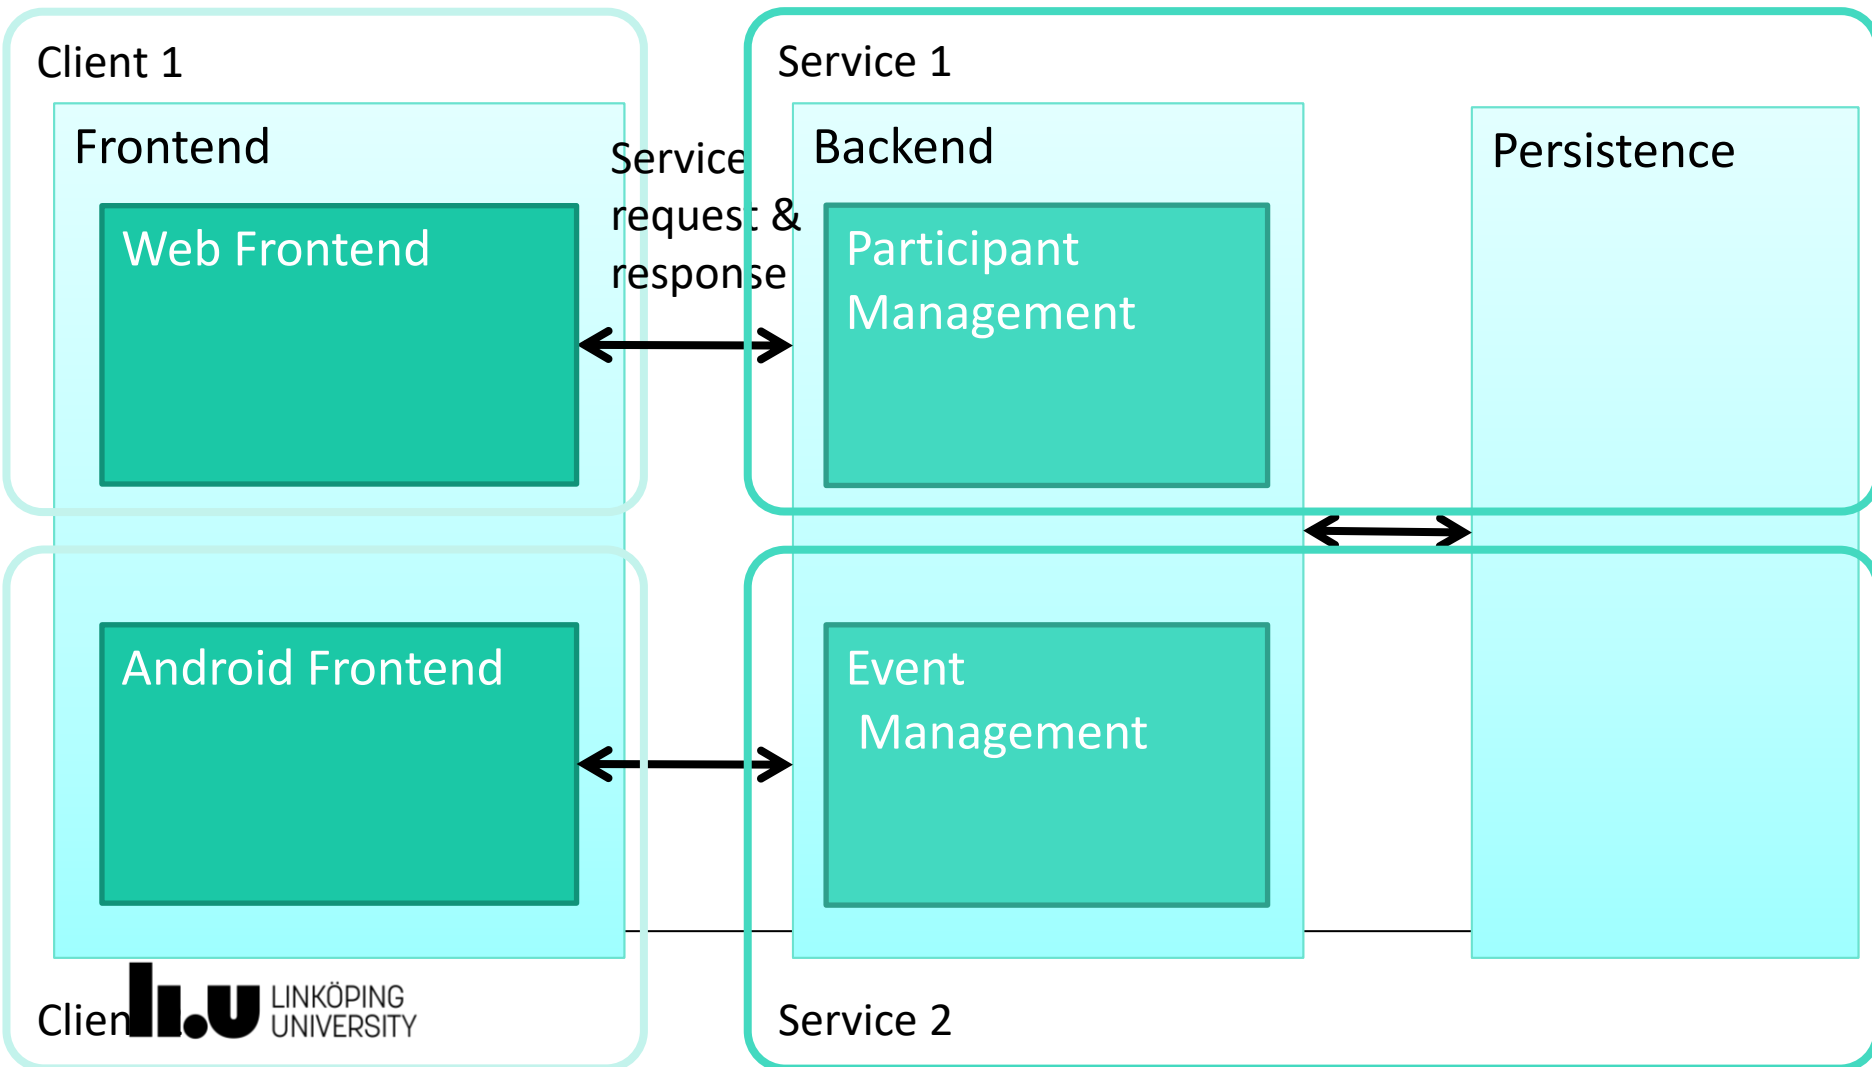 Client 1
Frontend
Web Frontend
Service
request &
response
Service 1
Backend
Participant
Management
Persistence
Android Frontend
Event
Management
LINKÖPING
UNIVERSITY
Service 2